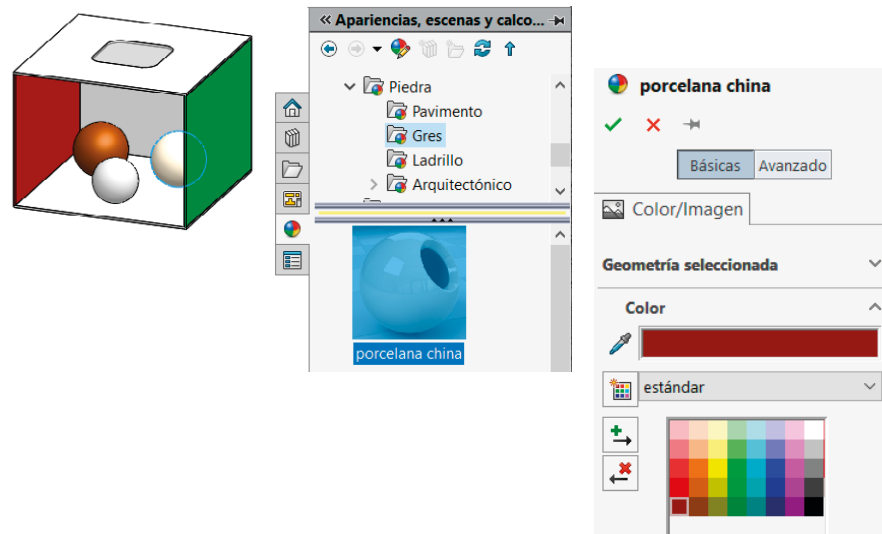 « Apariencias, escenas y calco...
Piedra
Pavimento
Gres
Ladrillo
Arquitectónico
porcelana china
porcelana china
Básicas Avanzado
Color/Imagen
Geometría seleccionada
Color
estándar